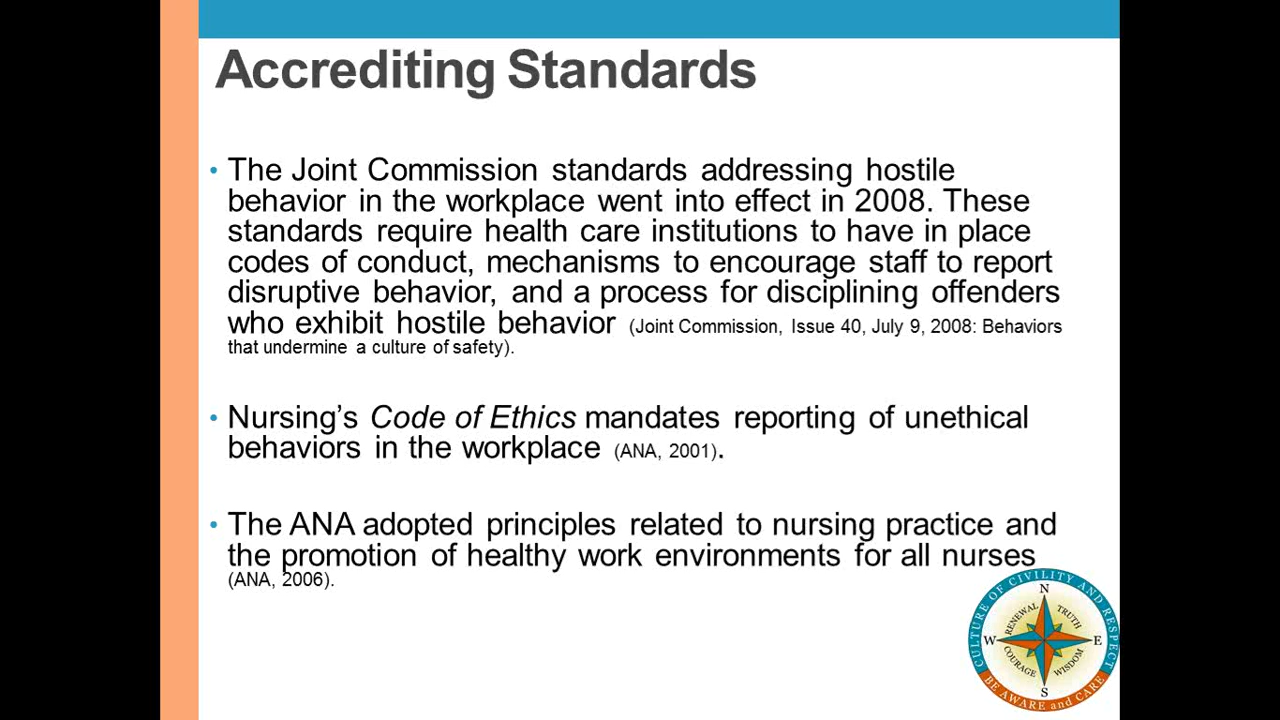 Accrediting Standards
• The Joint Commission standards addressing hostile
behavior in the workplace went into effect in 2008. These
standards require health care institutions to have in place
codes of conduct, mechanisms to encourage staff to report
disruptive behavior, and a process for disciplining offenders
who exhibit hostile behavior (Joint Commission, Issue 40, July 9, 2008: Behaviors
that undermine a culture of safety).
• Nursing’s Code of Ethics mandates reporting of unethical
behaviors in the workplace (ANA, 2001).
• The ANA adopted principles related to nursing practice and
the promotion of healthy work environments for all nurses
(ANA, 2006).
CULTURE OF CIVILITY AND RESPECT
N
RENEWAL TRUTH
W E
COURAGE WISDOM
S
BE AWARE and CARE